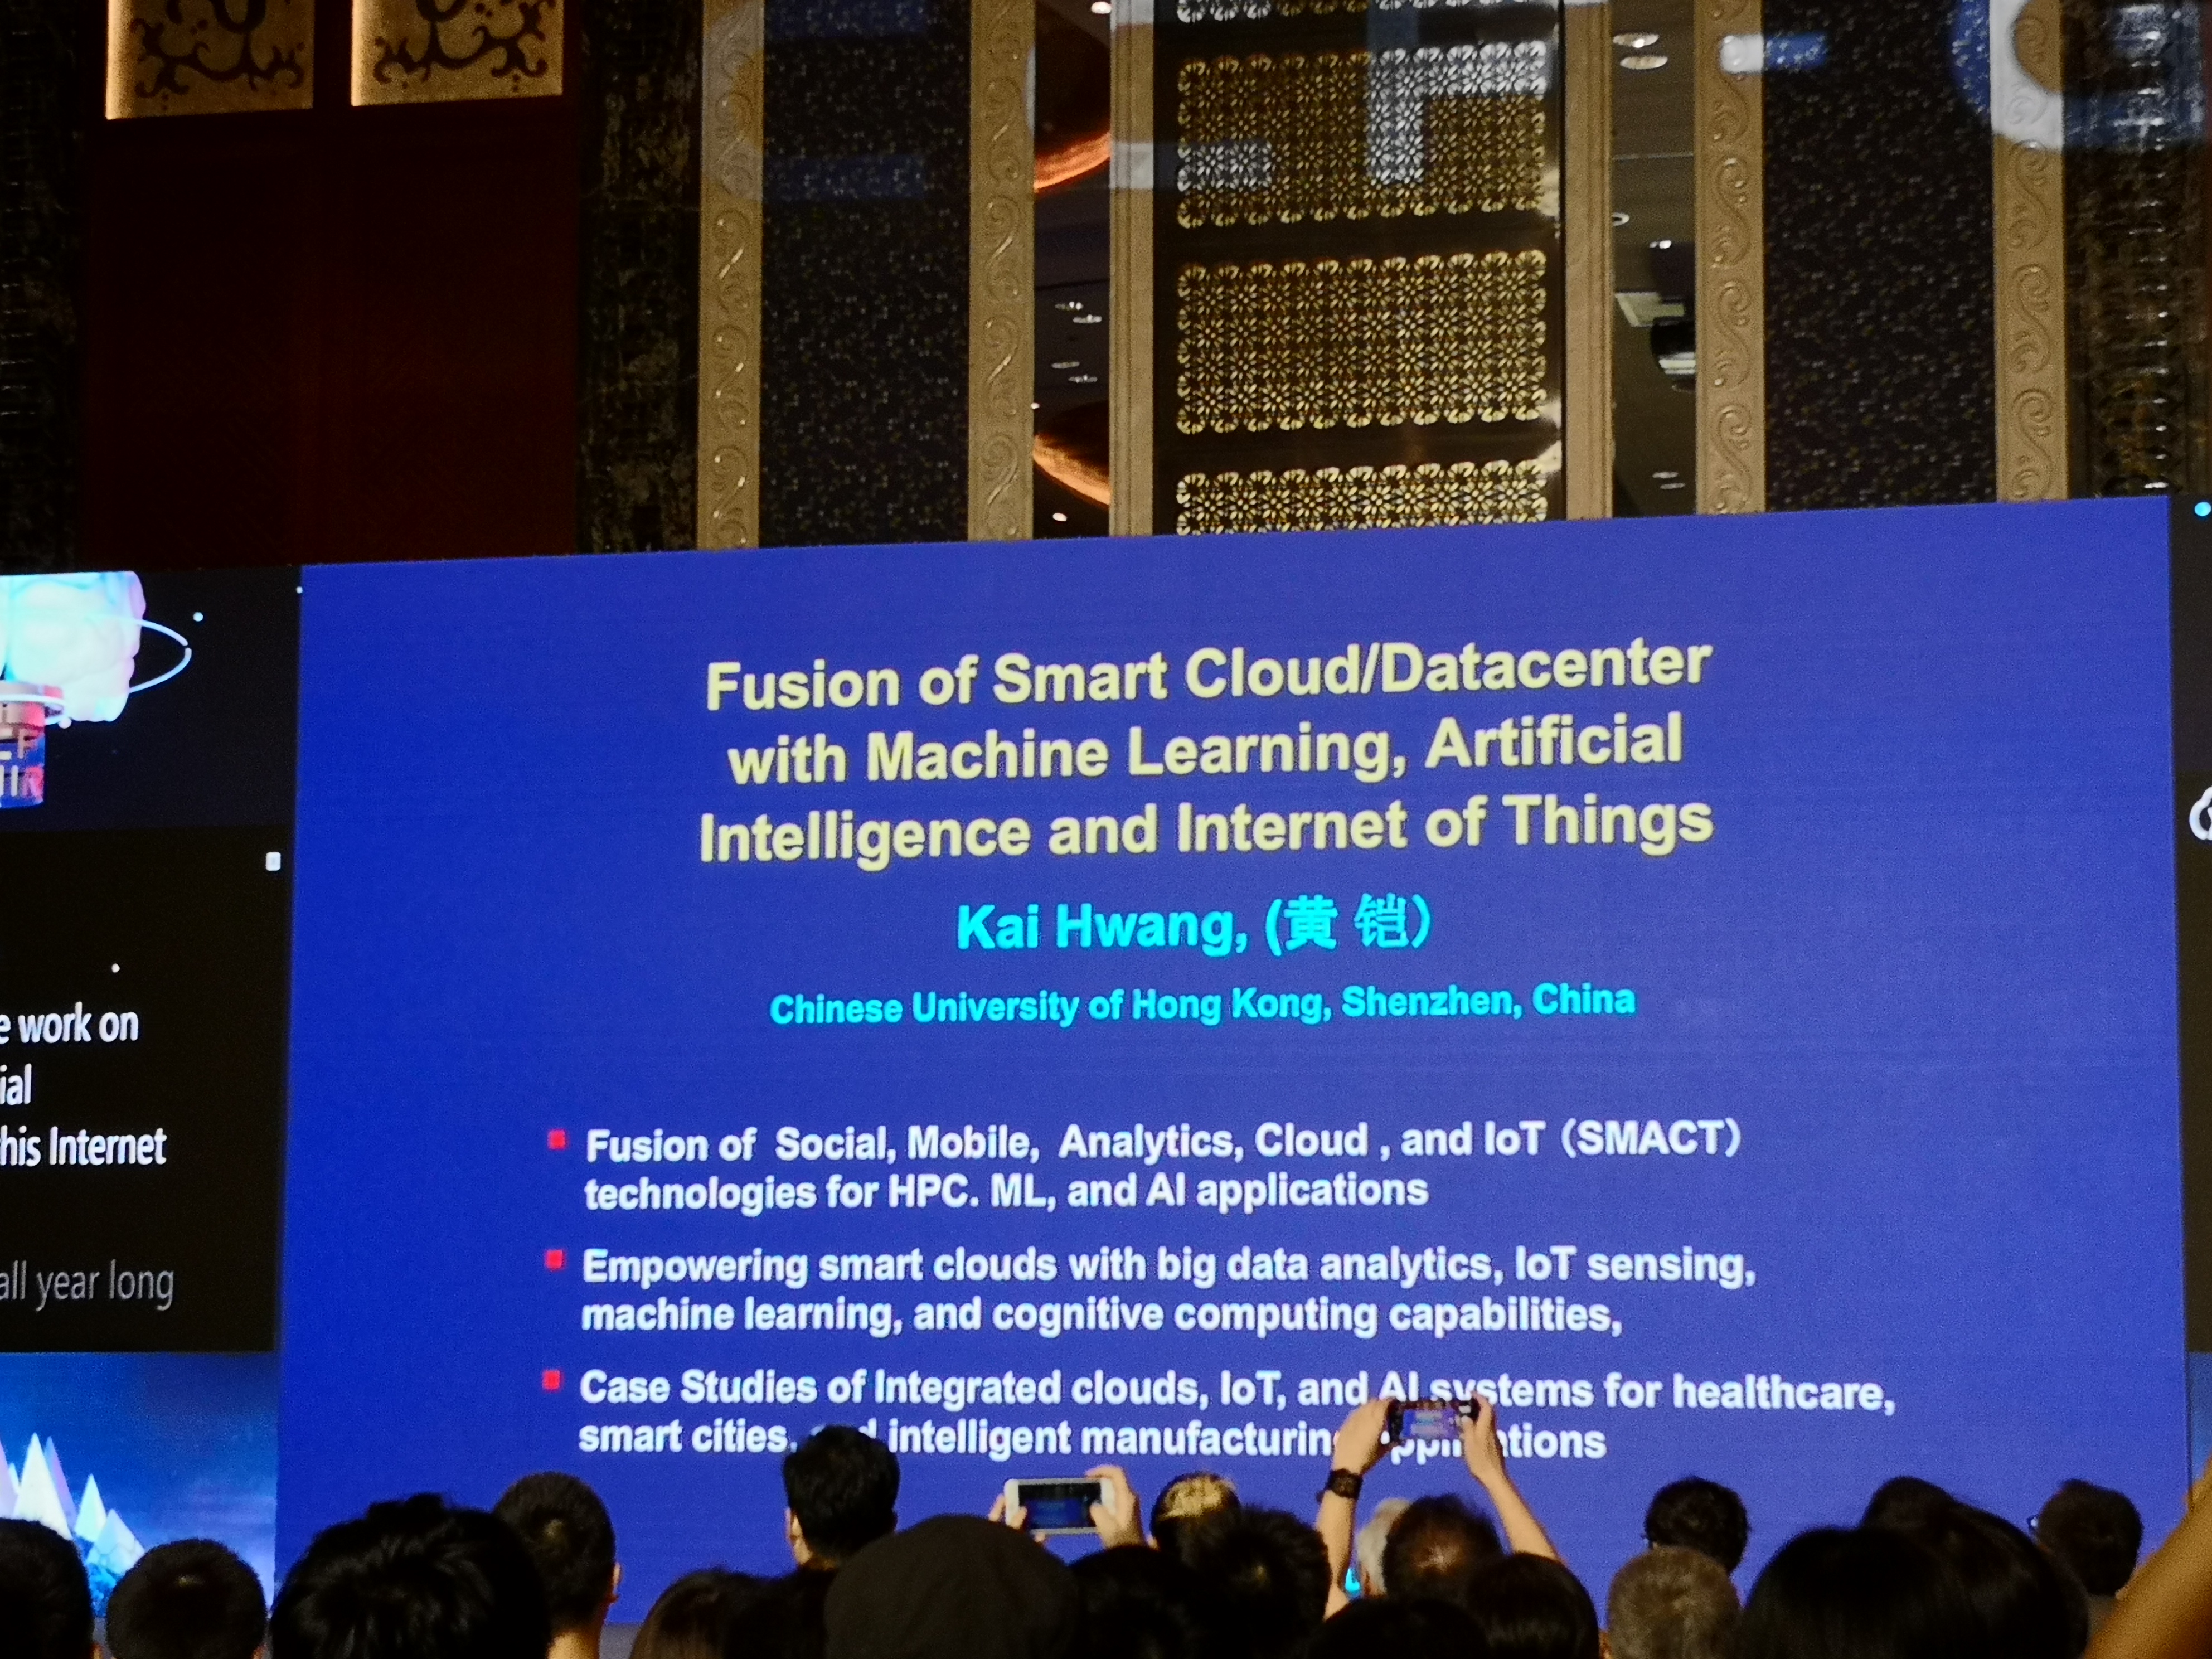 Fusion of Smart Cloud/Datacenter
with Machine Learning, Artificial
Intelligence and Internet of Things
Kai Hwang, (黄 铠)
Chinese University of Hong Kong, Shenzhen, China
Fusion of Social, Mobile, Analytics, Cloud , and IoT (SMACT)
technologies for HPC. ML, and AI applications
Empowering smart clouds with big data analytics, IoT sensing,
machine learning, and cognitive computing capabilities,
Case Studies of Integrated clouds, IoT, and AI systems for healthcare,
smart cities, intelligent manufacturing
work on
his Internet
all year long